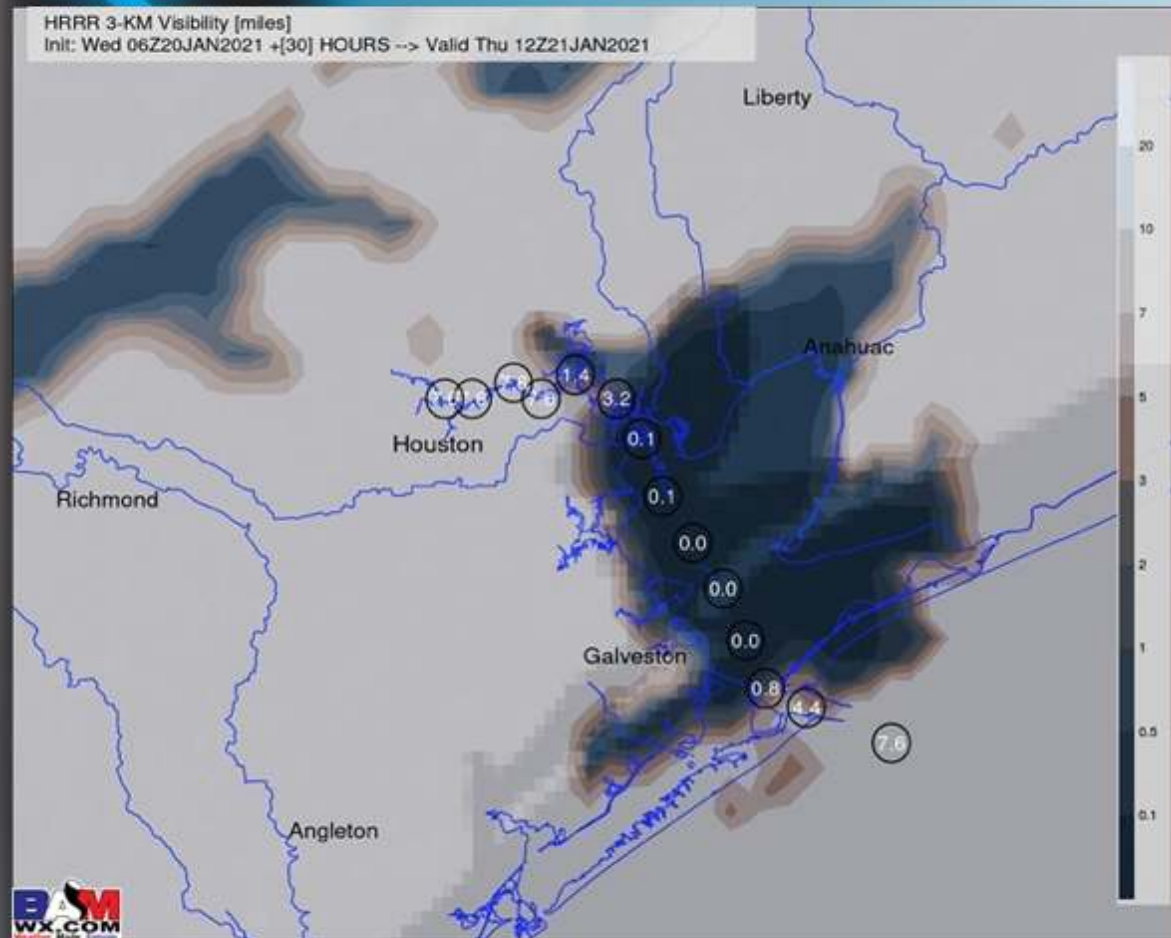 HRRR 3-KM Visibility [miles]
Init: Wed 06Z20JAN2021 +[30] HOURS --> Valid Thu 12Z21JAN2021
Liberty
20
10
7
Anahuac
1.4
5
3.2
0.1
Houston
3
Richmond
0.1
0.0
2
0.0
0.0
1
Galveston
0.8
4.4
0.5
7.6
0.1
Angleton
BAM
WX.COM